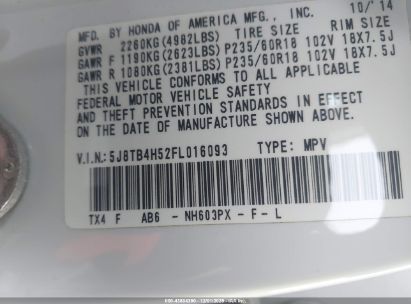 MFD. BY HONDA OF AMERICA MFG., INC. 10/'14
GVWR 2260KG(4982LBS) TIRE SIZE RIM SIZE
GAWR F 1190KG(2623LBS) P235/60R18 102V 18X7.5J
GAWR R 1080KG(2381LBS) P235/60R18 102V 18X7.5J
THIS VEHICLE CONFORMS TO ALL APPLICABLE
FEDERAL MOTOR VEHICLE SAFETY
AND THEFT PREVENTION STANDARDS IN EFFECT
ON THE DATE OF MANUFACTURE SHOWN ABOVE.
V.I.N.:5J8TB4H52FL016093 TYPE: MPV
TX4 F AB6 - NH603PX - F - L